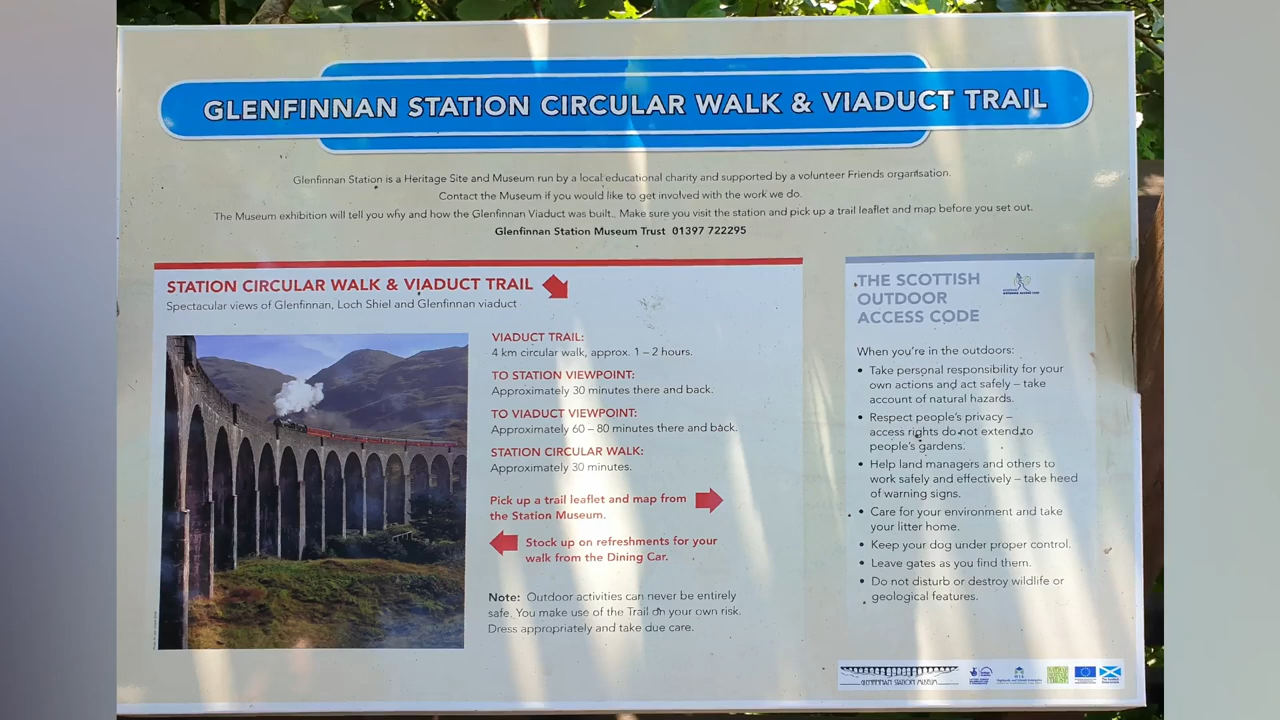 GLENFINNAN STATION CIRCULAR WALK & VIADUCT TRAIL
Glenfinnan Station is a Heritage Site and Museum run by a local educational charity and supported by a volunteer Friends organisation.
Contact the Museum if you would like to get involved with the work we do.
The Museum exhibition will tell you why and how the Glenfinnan Viaduct was built. Make sure you visit the station and pick up a trail leaflet and map before you set out.
Glenfinnan Station Museum Trust 01397 722295
STATION CIRCULAR WALK & VIADUCT TRAIL
Spectacular views of Glenfinnan, Loch Shiel and Glenfinnan viaduct
VIADUCT TRAIL:
4 km circular walk, approx. 1 – 2 hours.
TO STATION VIEWPOINT:
Approximately 30 minutes there and back.
TO VIADUCT VIEWPOINT:
Approximately 60 – 80 minutes there and back.
STATION CIRCULAR WALK:
Approximately 30 minutes.
Pick up a trail leaflet and map from
the Station Museum.
Stock up on refreshments for your
walk from the Dining Car.
Note: Outdoor activities can never be entirely
safe. You make use of the Trail on your own risk.
Dress appropriately and take due care.
THE SCOTTISH
OUTDOOR
ACCESS CODE
When you're in the outdoors:
• Take personal responsibility for your
own actions and act safely – take
account of natural hazards.
• Respect people's privacy –
access rights do not extend to
people's gardens.
• Help land managers and others to
work safely and effectively – take heed
of warning signs.
• Care for your environment and take
your litter home.
• Keep your dog under proper control.
• Leave gates as you find them.
• Do not disturb or destroy wildlife or
geological features.
GLENFINNAN STATION MUSEUM